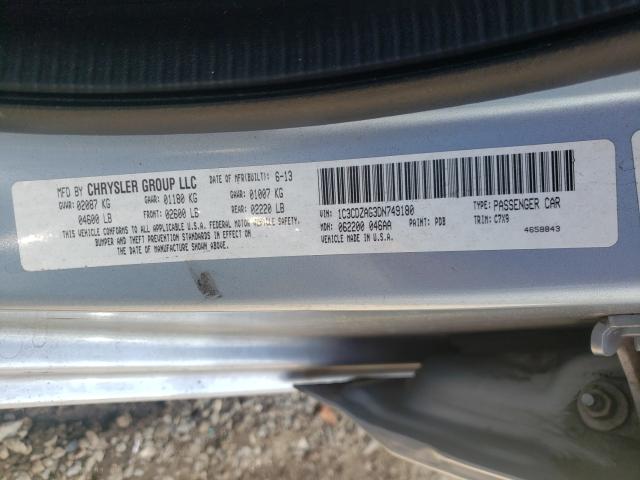 MFD BY CHRYSLER GROUP LLC DATE OF MFR(BUILT): 6-13
GVWR: 02087 KG GAWR: 01180 KG GAWR: 01007 KG
04600 LB FRONT: 02600 LB REAR: 02220 LB
THIS VEHICLE CONFORMS TO ALL APPLICABLE U.S.A. FEDERAL MOTOR VEHICLE SAFETY,
BUMPER AND THEFT PREVENTION STANDARDS IN EFFECT ON
THE DATE OF MANUFACTURE SHOWN ABOVE.
VIN: 1C3CDZAG3DN749180 TYPE: PASSENGER CAR
MDH: 062200 046AA PAINT: PDB TRIM: C7X9
VEHICLE MADE IN U.S.A. 4658843